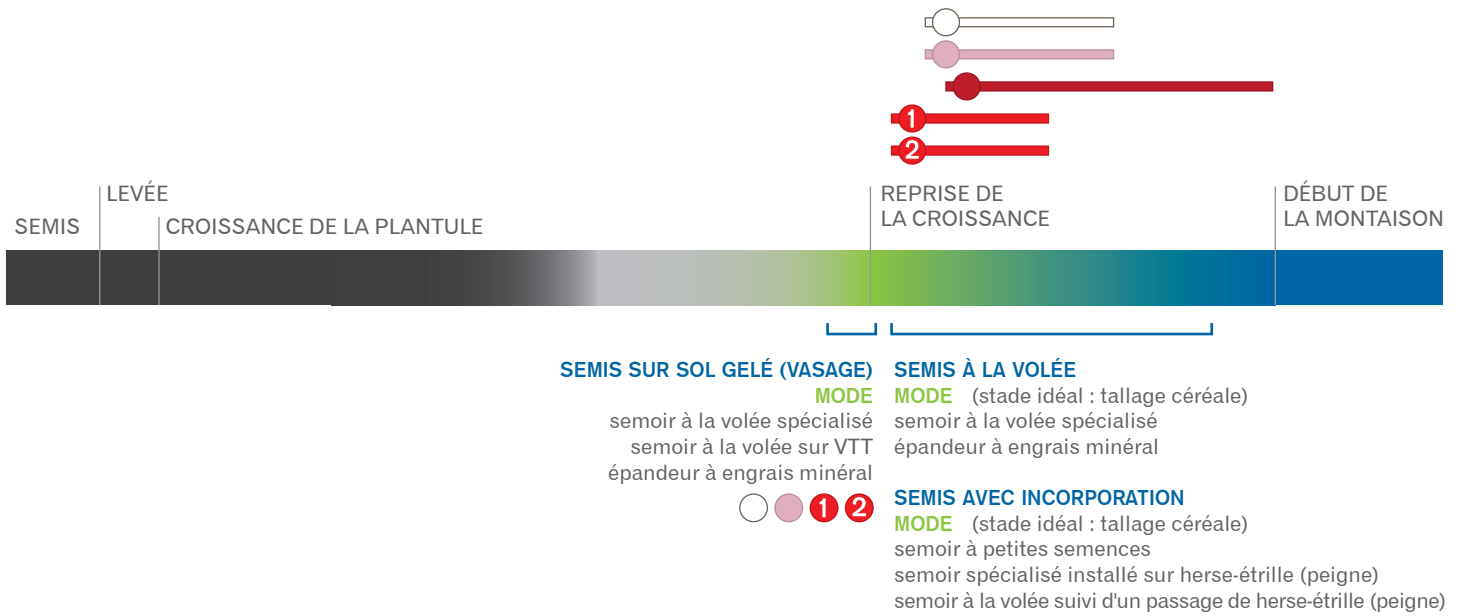 1
2
LEVÉE
SEMIS
CROISSANCE DE LA PLANTULE
REPRISE DE
LA CROISSANCE
DÉBUT DE
LA MONTAISON
SEMIS SUR SOL GELÉ (VASAGE)
MODE
semoir à la volée spécialisé
semoir à la volée sur VTT
épandeur à engrais minéral
1 2
SEMIS À LA VOLÉE
MODE (stade idéal : tallage céréale)
semoir à la volée spécialisé
épandeur à engrais minéral
SEMIS AVEC INCORPORATION
MODE (stade idéal : tallage céréale)
semoir à petites semences
semoir spécialisé installé sur herse-étrille (peigne)
semoir à la volée suivi d'un passage de herse-étrille (peigne)